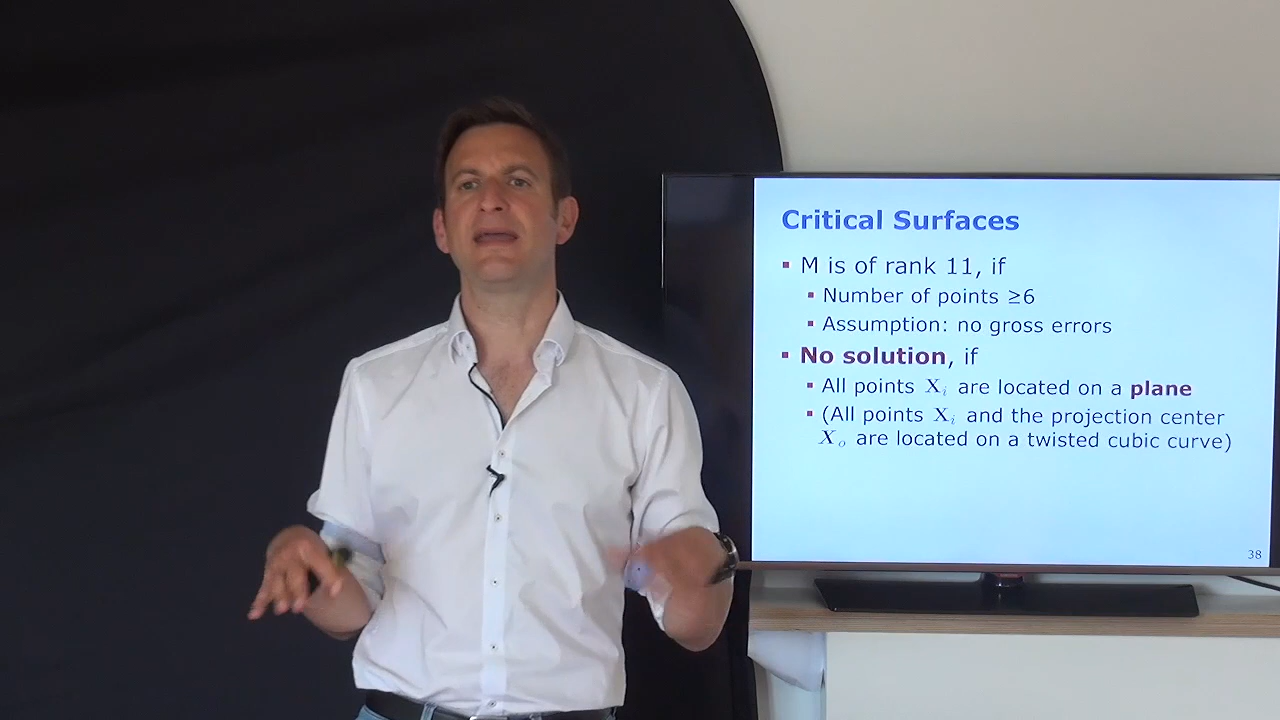 Critical Surfaces
▪ M is of rank 11, if
▪ Number of points ≥6
▪ Assumption: no gross errors
▪ No solution, if
▪ All points Xᵢ are located on a plane
▪ (All points Xᵢ and the projection center
Xₒ are located on a twisted cubic curve)
38